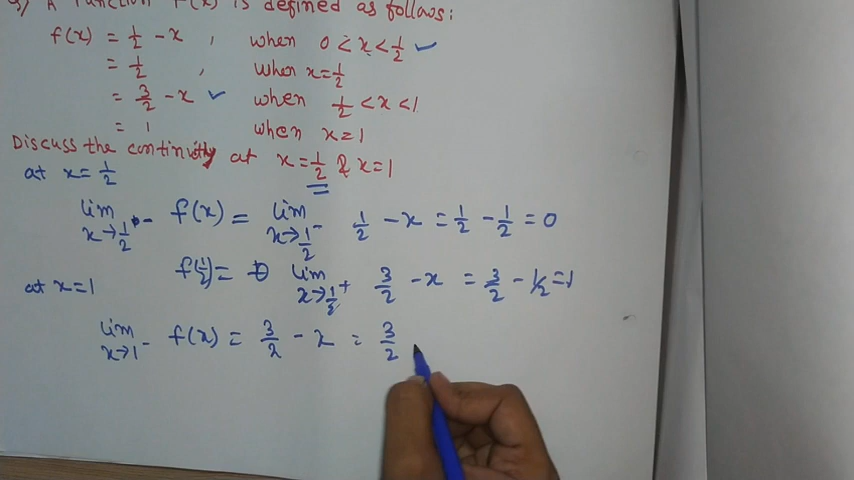 A function f(x) is defined as follows:
f(x) = 1/2 - x , when 0 < x < 1/2 ✓
= 1/2 , when x = 1/2
= 3/2 - x ✓ when 1/2 < x < 1
= 1 when x = 1
Discuss the continuity at x = 1/2 & x = 1
at x = 1/2
lim x→1/2- f(x) = lim x→1/2- 1/2 - x = 1/2 - 1/2 = 0
f(1/2) = lim x→1/2+ 3/2 - x = 3/2 - 1/2 = 1
at x = 1
lim x→1- f(x) = 3/2 - x = 3/2